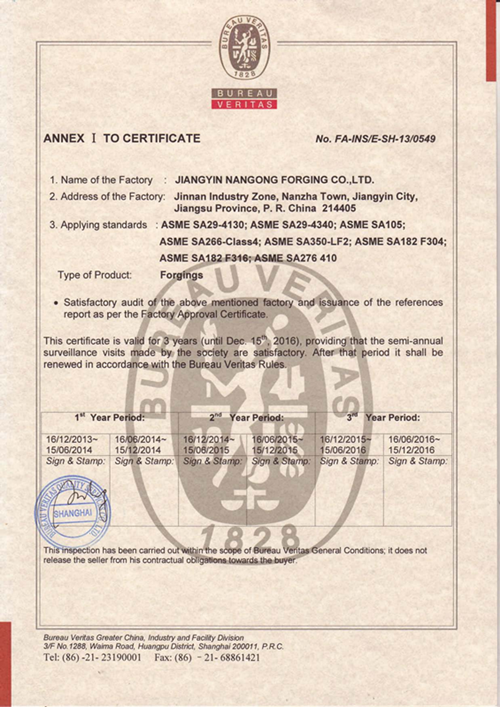 BUREAU VERITAS
1828
BUREAU
VERITAS
ANNEX I TO CERTIFICATE
No. FA-INS/E-SH-13/0549
1. Name of the Factory : JIANGYIN NANGONG FORGING CO.,LTD.
2. Address of the Factory: Jinnan Industry Zone, Nanzha Town, Jiangyin City,
Jiangsu Province, P. R. China 214405
3. Applying standards : ASME SA29-4130; ASME SA29-4340; ASME SA105;
ASME SA266-Class4; ASME SA350-LF2; ASME SA182 F304;
ASME SA182 F316; ASME SA276 410
Type of Product: Forgings
• Satisfactory audit of the above mentioned factory and issuance of the references
report as per the Factory Approval Certificate.
This certificate is valid for 3 years (until Dec. 15th, 2016), providing that the semi-annual
surveillance visits made by the society are satisfactory. After that period it shall be
renewed in accordance with the Bureau Veritas Rules.
BUREAU VERITAS
1828
1st Year Period: 2nd Year Period: 3rd Year Period:
16/12/2013~ 16/06/2014~ 16/12/2014~ 16/06/2015~ 16/12/2015~ 16/06/2016~
15/06/2014 15/12/2014 15/06/2015 15/12/2015 15/06/2016 15/12/2016
Sign & Stamp: Sign & Stamp: Sign & Stamp: Sign & Stamp: Sign & Stamp: Sign & Stamp:
SHANGHAI
This inspection has been carried out within the scope of Bureau Veritas General Conditions; it does not
release the seller from his contractual obligations towards the buyer.
Bureau Veritas Greater China, Industry and Facility Division
3/F No.1288, Waima Road, Huangpu District, Shanghai 200011, P.R.C.
Tel: (86) -21- 23190001 Fax: (86) －21- 68861421